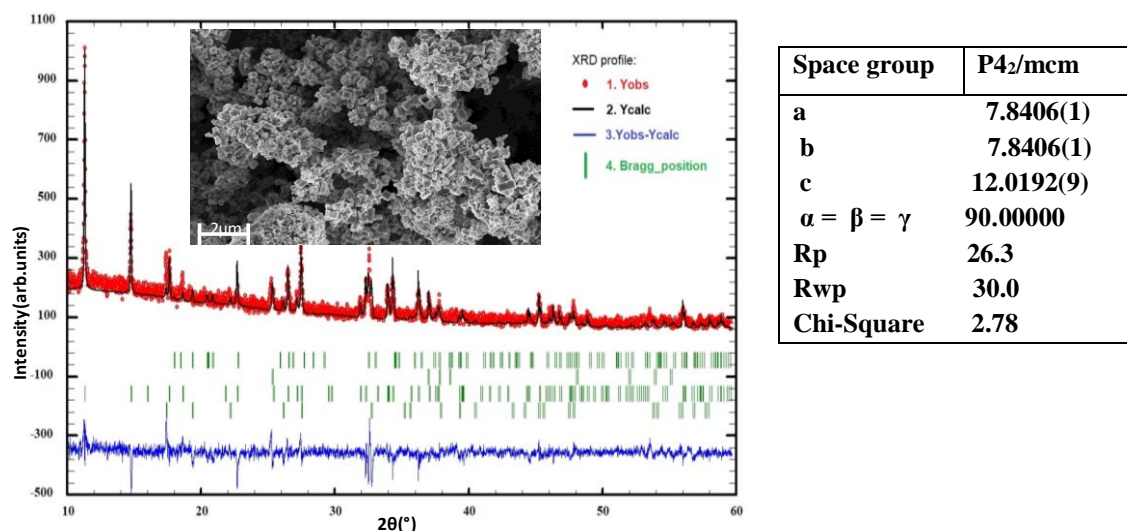 1100
900
700
500
300
100
-100
-300
-500
10
20
30
40
50
60
Intensity(arb.units)
2θ(°)
XRD profile:
1. Yobs
2. Ycalc
3.Yobs-Ycalc
4. Bragg_position
2um
Space group P4₂/mcm
a 7.8406(1)
b 7.8406(1)
c 12.0192(9)
α = β = γ 90.00000
Rp 26.3
Rwp 30.0
Chi-Square 2.78